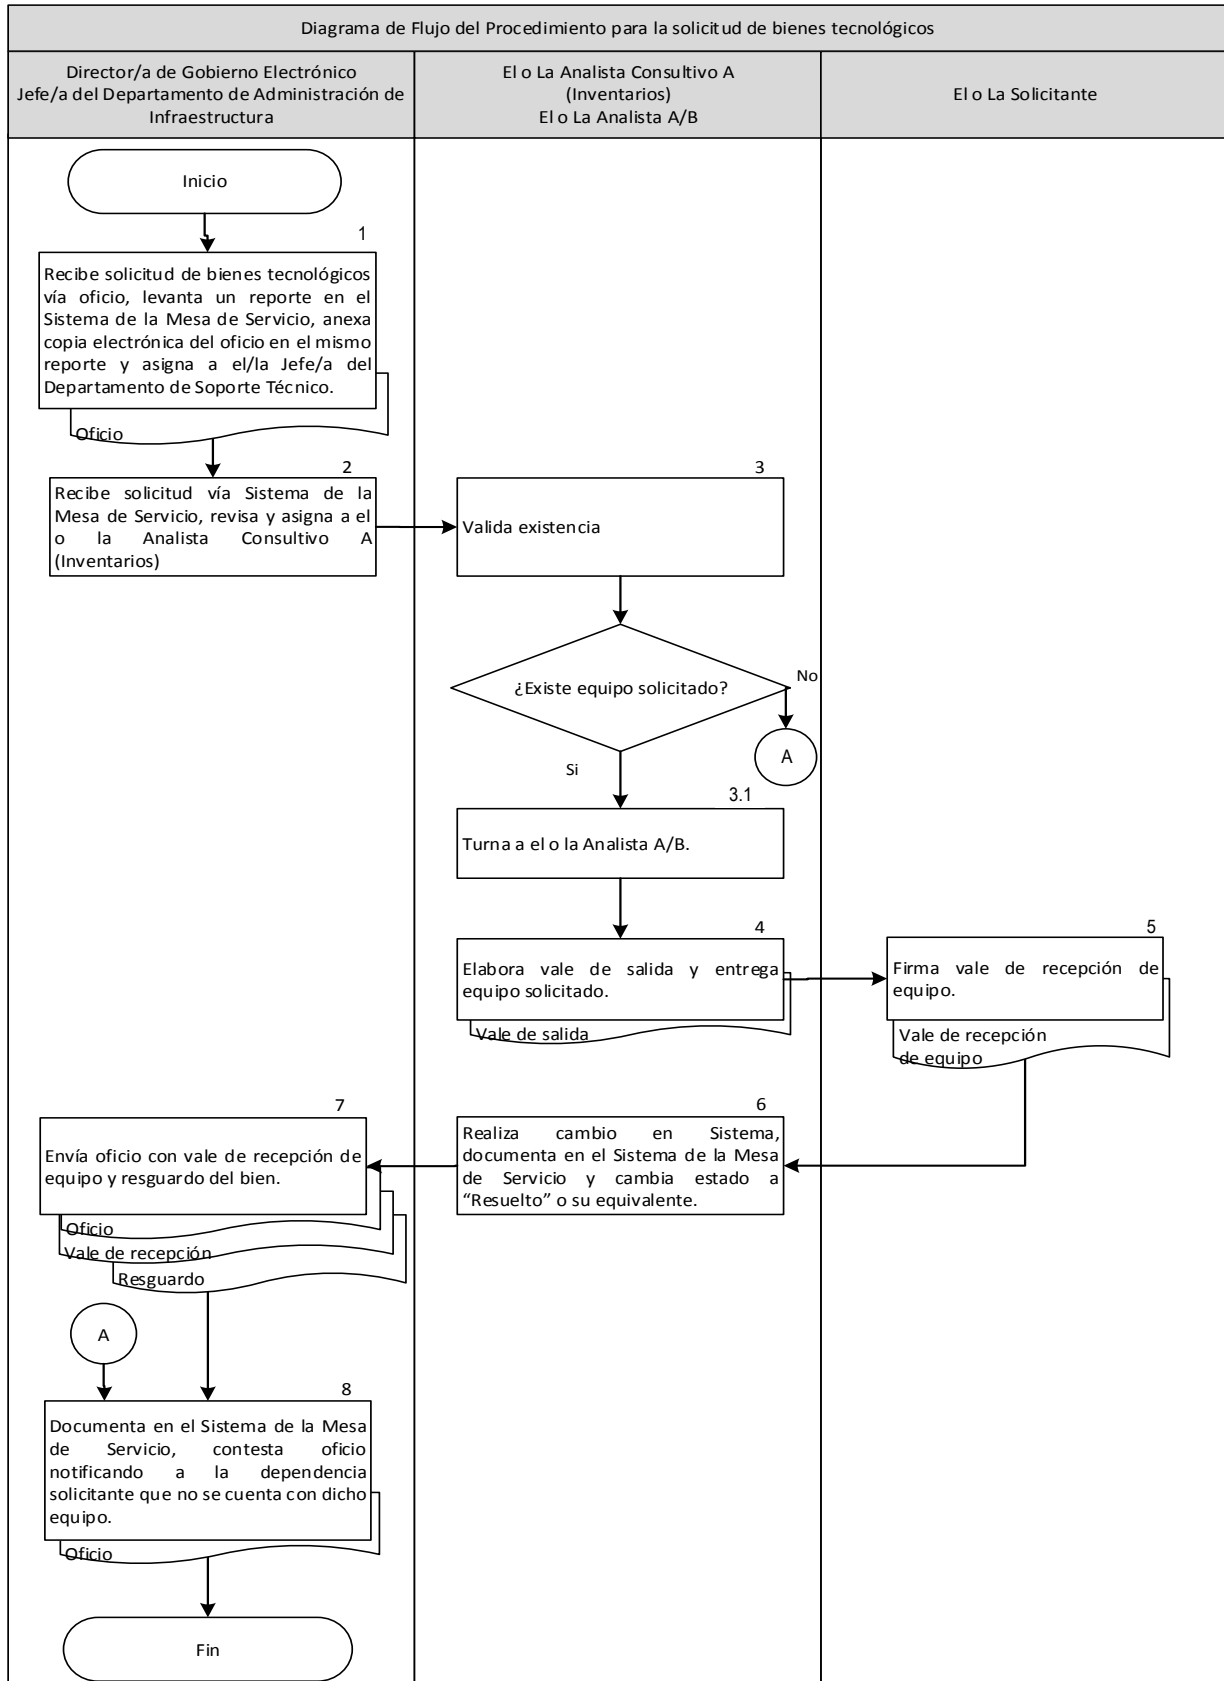 Diagrama de Flujo del Procedimiento para la solicitud de bienes tecnológicos
Director/a de Gobierno Electrónico
Jefe/a del Departamento de Administración de
Infraestructura
El o La Analista Consultivo A
(Inventarios)
El o La Analista A/B
El o La Solicitante
Inicio
1
Recibe solicitud de bienes tecnológicos
vía oficio, levanta un reporte en el
Sistema de la Mesa de Servicio, anexa
copia electrónica del oficio en el mismo
reporte y asigna a el/la Jefe/a del
Departamento de Soporte Técnico.
Oficio
2
Recibe solicitud vía Sistema de la
Mesa de Servicio, revisa y asigna a el
o la Analista Consultivo A
(Inventarios)
3
Valida existencia
¿Existe equipo solicitado?
No
A
Si
3.1
Turna a el o la Analista A/B.
4
Elabora vale de salida y entrega
equipo solicitado.
Vale de salida
5
Firma vale de recepción de
equipo.
Vale de recepción
de equipo
6
Realiza cambio en Sistema,
documenta en el Sistema de la Mesa
de Servicio y cambia estado a
“Resuelto” o su equivalente.
7
Envía oficio con vale de recepción de
equipo y resguardo del bien.
Oficio
Vale de recepción
Resguardo
A
8
Documenta en el Sistema de la Mesa
de Servicio, contesta oficio
notificando a la dependencia
solicitante que no se cuenta con dicho
equipo.
Oficio
Fin